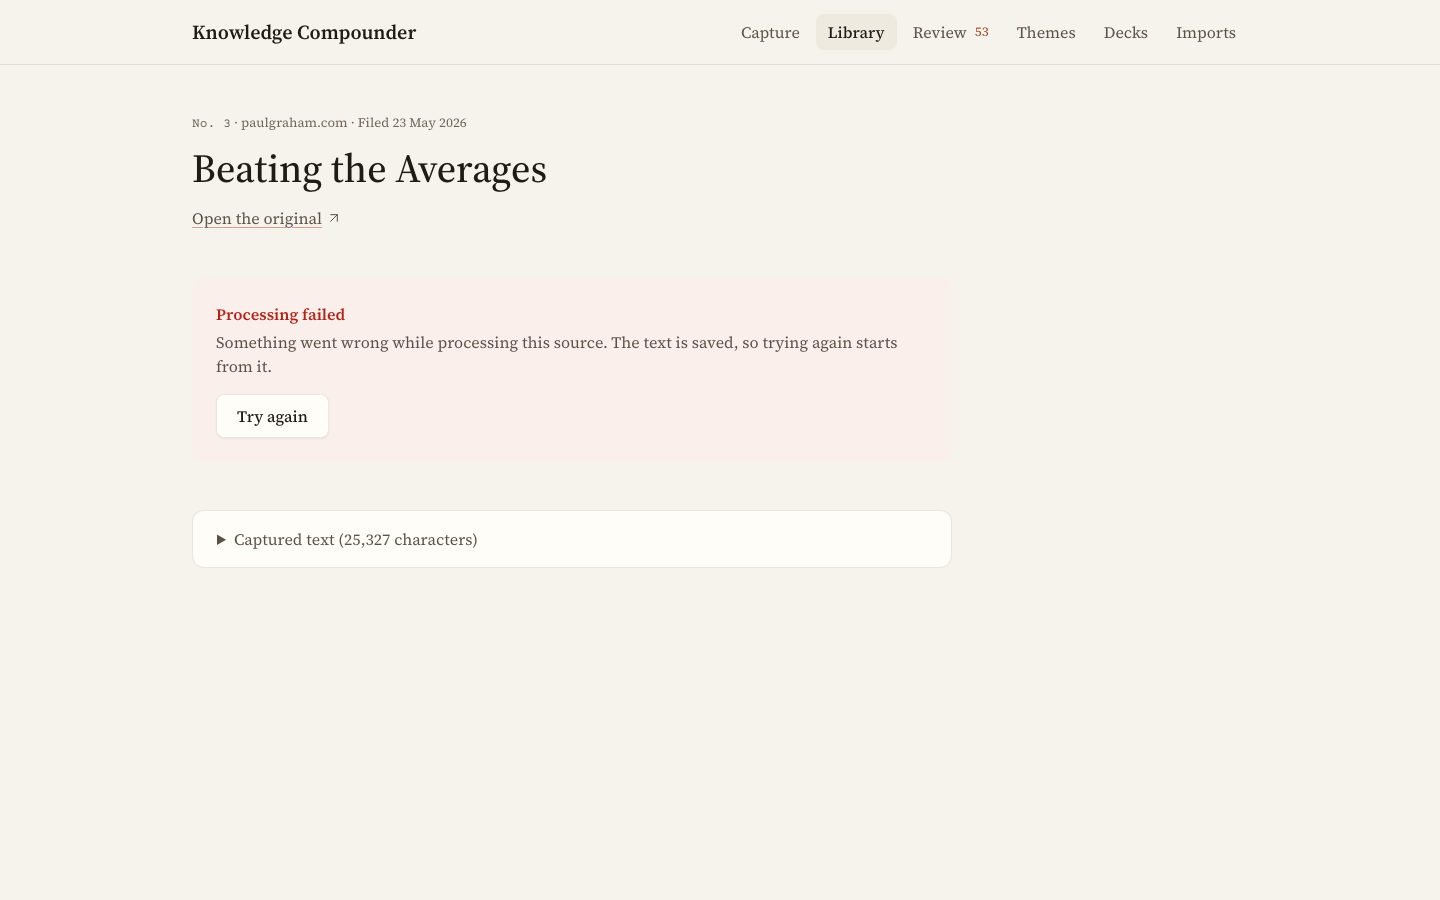 Knowledge Compounder
Capture Library Review 53 Themes Decks Imports
No. 3 · paulgraham.com · Filed 23 May 2026
Beating the Averages
Open the original ↗
Processing failed
Something went wrong while processing this source. The text is saved, so trying again starts
from it.
Try again
▶ Captured text (25,327 characters)